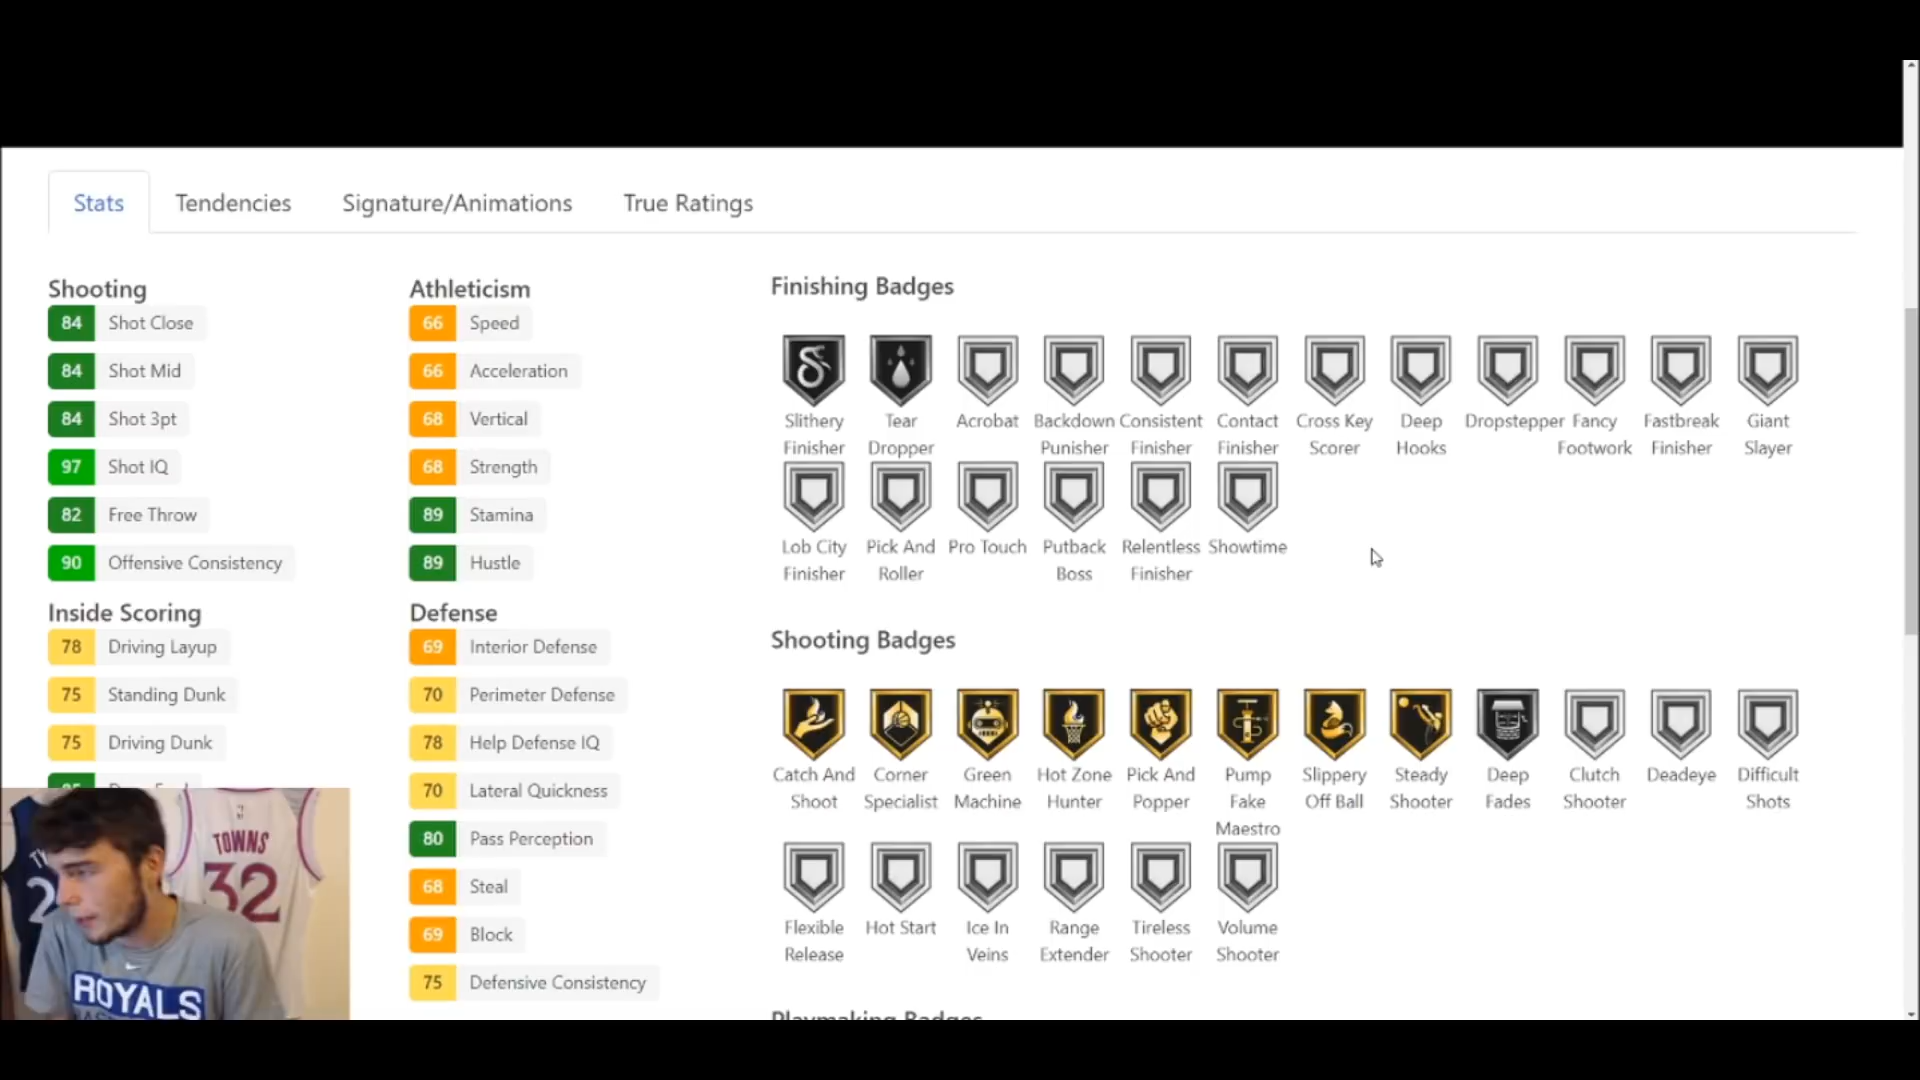 Stats Tendencies Signature/Animations True Ratings
Shooting
84 Shot Close
84 Shot Mid
84 Shot 3pt
97 Shot IQ
82 Free Throw
90 Offensive Consistency
Inside Scoring
78 Driving Layup
75 Standing Dunk
75 Driving Dunk
Athleticism
66 Speed
66 Acceleration
68 Vertical
68 Strength
89 Stamina
89 Hustle
Defense
69 Interior Defense
70 Perimeter Defense
78 Help Defense IQ
70 Lateral Quickness
80 Pass Perception
68 Steal
69 Block
75 Defensive Consistency
Finishing Badges
Slithery Tear Acrobat Backdown Consistent Contact Cross Key Deep Dropstepper Fancy Fastbreak Giant
Finisher Dropper Punisher Finisher Finisher Scorer Hooks Footwork Finisher Slayer
Lob City Pick And Pro Touch Putback Relentless Showtime
Finisher Roller Boss Finisher
Shooting Badges
Catch And Corner Green Hot Zone Pick And Pump Slippery Steady Deep Clutch Deadeye Difficult
Shoot Specialist Machine Hunter Popper Fake Off Ball Shooter Fades Shooter Shots
Maestro
Flexible Hot Start Ice In Range Tireless Volume
Release Veins Extender Shooter Shooter
Playmaking Badges
TOWNS
32
ROYALS